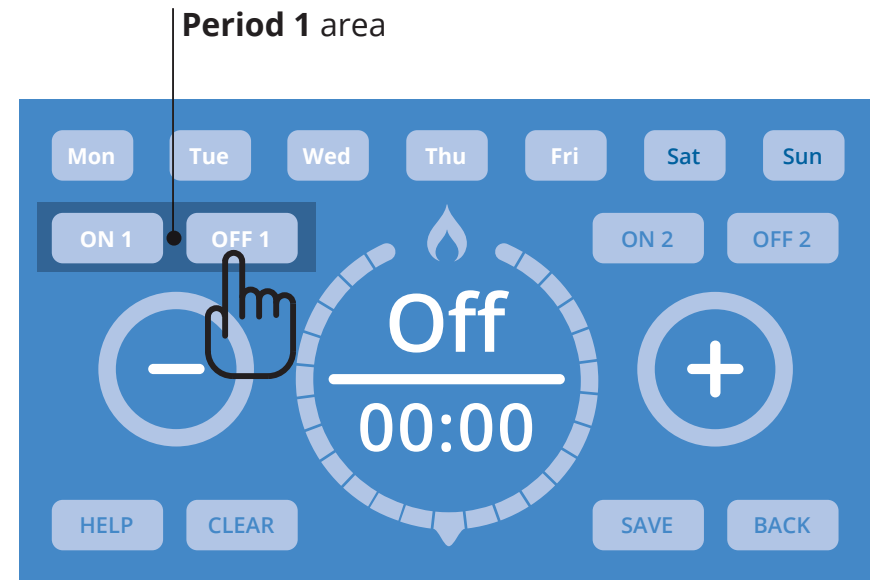 Period 1 area
Mon Tue Wed Thu Fri Sat Sun
ON 1 OFF 1 ON 2 OFF 2
Off
00:00
HELP CLEAR SAVE BACK